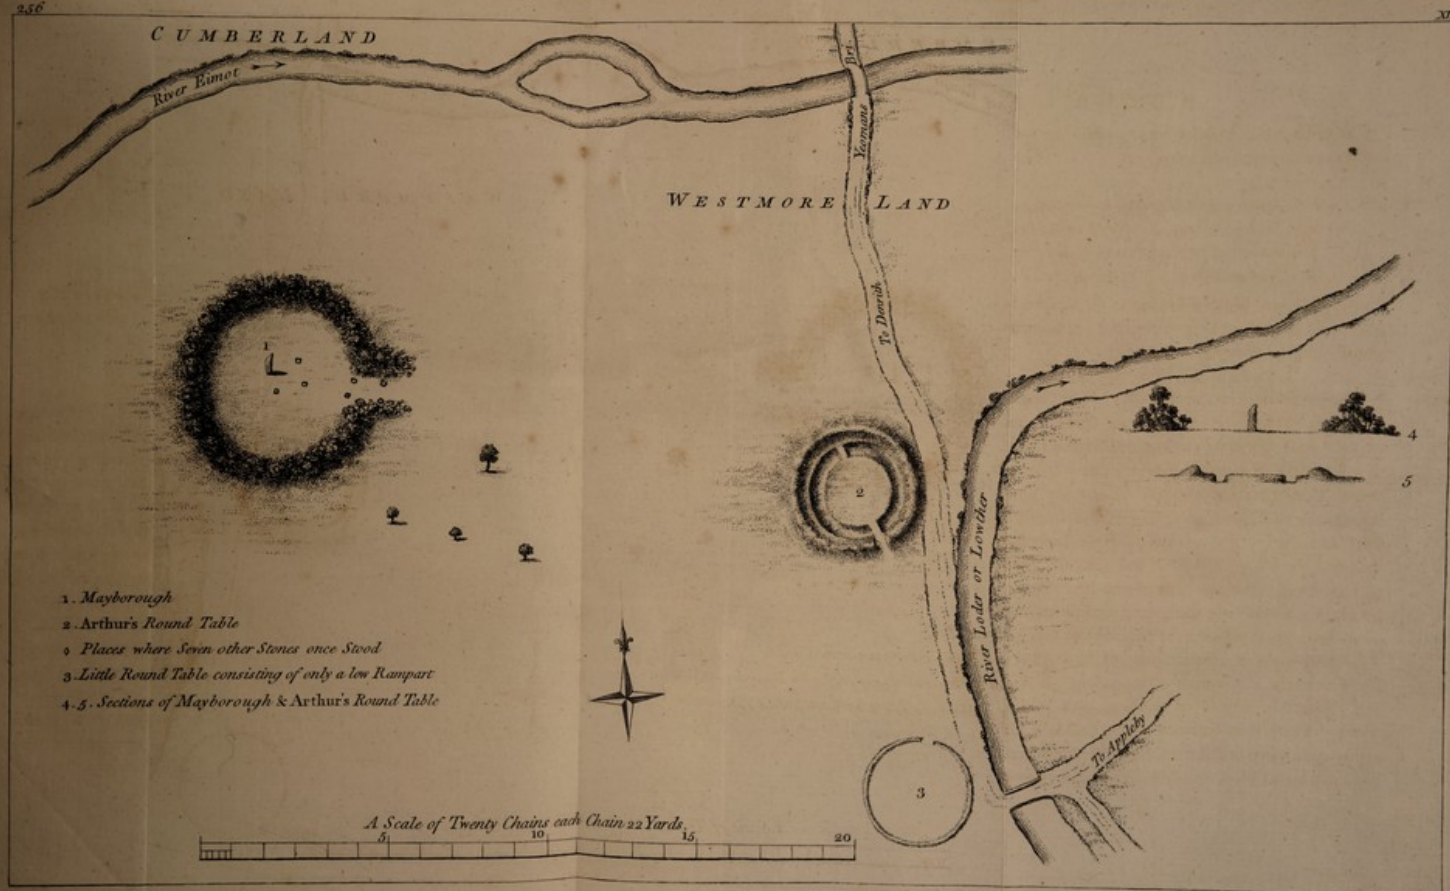 256
CUMBERLAND
River Eimot
Yeomans Bri.
WESTMORE LAND
To Penrith
1
2
4
5
River Loder or Lowther
1. Mayborough
2. Arthur's Round Table
o Places where Seven other Stones once Stood
3. Little Round Table consisting of only a low Rampart
4.5. Sections of Mayborough & Arthur's Round Table
To Appleby
3
A Scale of Twenty Chains each Chain 22 Yards.
5 10 15 20